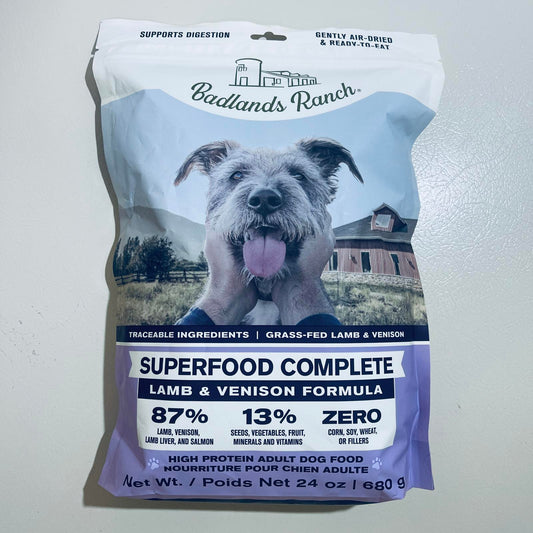 SUPPORTS DIGESTION
GENTLY AIR-DRIED
& READY-TO-EAT
Badlands Ranch®
TRACEABLE INGREDIENTS | GRASS-FED LAMB & VENISON
SUPERFOOD COMPLETE
LAMB & VENISON FORMULA
87%
LAMB, VENISON,
LAMB LIVER, AND SALMON
13%
SEEDS, VEGETABLES, FRUIT,
MINERALS AND VITAMINS
ZERO
CORN, SOY, WHEAT,
OR FILLERS
HIGH PROTEIN ADULT DOG FOOD
NOURRITURE POUR CHIEN ADULTE
Net Wt. / Poids Net 24 oz | 680 g